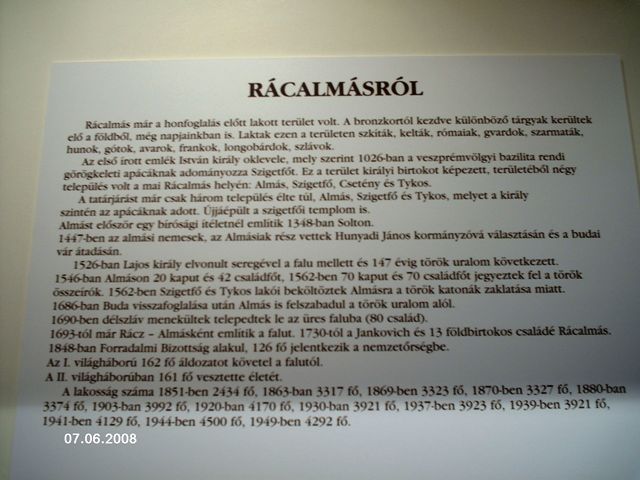 RÁCALMÁSRÓL
Rácalmás már a honfoglalás előtt lakott terület volt. A bronzkortól kezdve különböző tárgyak kerültek
elő a földből, még napjainkban is. Laktak ezen a területen szkíták, kelták, rómaiak, gvardok, szarmaták,
hunok, gótok, avarok, frankok, longobárdok, szlávok.
Az első írott emlék István király oklevele, mely szerint 1026-ban a veszprémvölgyi bazilita rendi
görögkeleti apácáknak adományozza Szigetfőt. Ez a terület királyi birtokot képezett, területéből négy
település volt a mai Rácalmás helyén: Almás, Szigetfő, Csetény és Tykos.
A tatárjárást már csak három település élte túl, Almás, Szigetfő és Tykos, melyet a király
szintén az apácáknak adott. Újjáépült a szigetfői templom is.
Almást először egy bírósági ítéletnél említik 1348-ban Solton.
1447-ben az almási nemesek, az Almásiak rész vettek Hunyadi János kormányzóvá választásán és a budai
vár átadásán.
1526-ban Lajos király elvonult seregével a falu mellett és 147 évig török uralom következett.
1546-ban Almáson 20 kaput és 42 családfőt, 1562-ben 70 kaput és 70 családfőt jegyeztek fel a török
összeírók. 1562-ben Szigetfő és Tykos lakói beköltöztek Almásra a török katonák zaklatása miatt.
1686-ban Buda visszafoglalása után Almás is felszabadul a török uralom alól.
1690-ben délszláv menekültek telepedtek le az üres faluba (80 család).
1693-tól már Rácz – Almásként említik a falut. 1730-tól a Jankovich és 13 földbirtokos családé Rácalmás.
1848-ban Forradalmi Bizottság alakul, 126 fő jelentkezik a nemzetőrségbe.
Az I. világháború 162 fő áldozatot követel a falutól.
A II. világháborúban 161 fő vesztette életét.
A lakosság száma 1851-ben 2434 fő, 1863-ban 3317 fő, 1869-ben 3323 fő, 1870-ben 3327 fő, 1880-ban
3374 fő, 1903-ban 3992 fő, 1920-ban 4170 fő, 1930-ban 3921 fő, 1937-ben 3923 fő, 1939-ben 3921 fő,
1941-ben 4129 fő, 1944-ben 4500 fő, 1949-ben 4292 fő.
07.06.2008